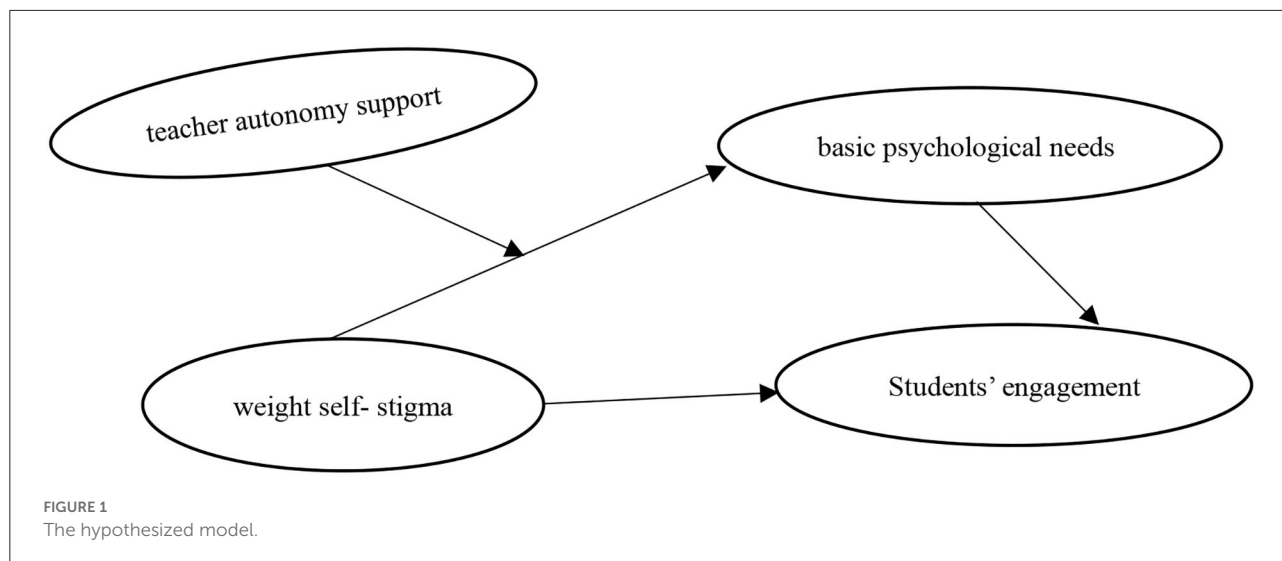 teacher autonomy support
basic psychological needs
weight self- stigma
Students’ engagement
FIGURE 1
The hypothesized model.